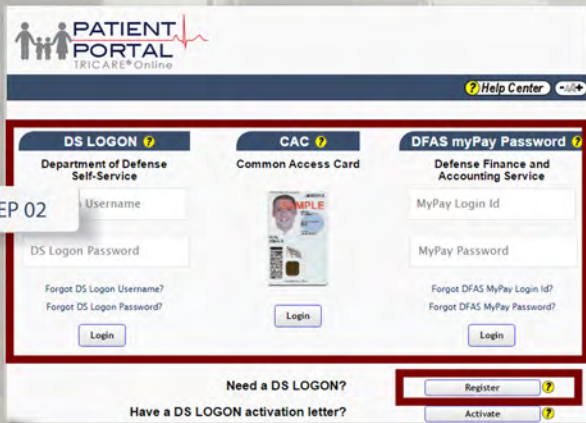 PATIENT
PORTAL
TRICARE® Online
Help Center
DS LOGON ?
Department of Defense
Self-Service
EP 02
Username
DS Logon Password
Forgot DS Logon Username?
Forgot DS Logon Password?
Login
CAC ?
Common Access Card
SAMPLE
Login
DFAS myPay Password ?
Defense Finance and
Accounting Service
MyPay Login Id
MyPay Password
Forgot DFAS MyPay Login Id?
Forgot DFAS MyPay Password?
Login
Need a DS LOGON?
Register ?
Have a DS LOGON activation letter?
Activate ?